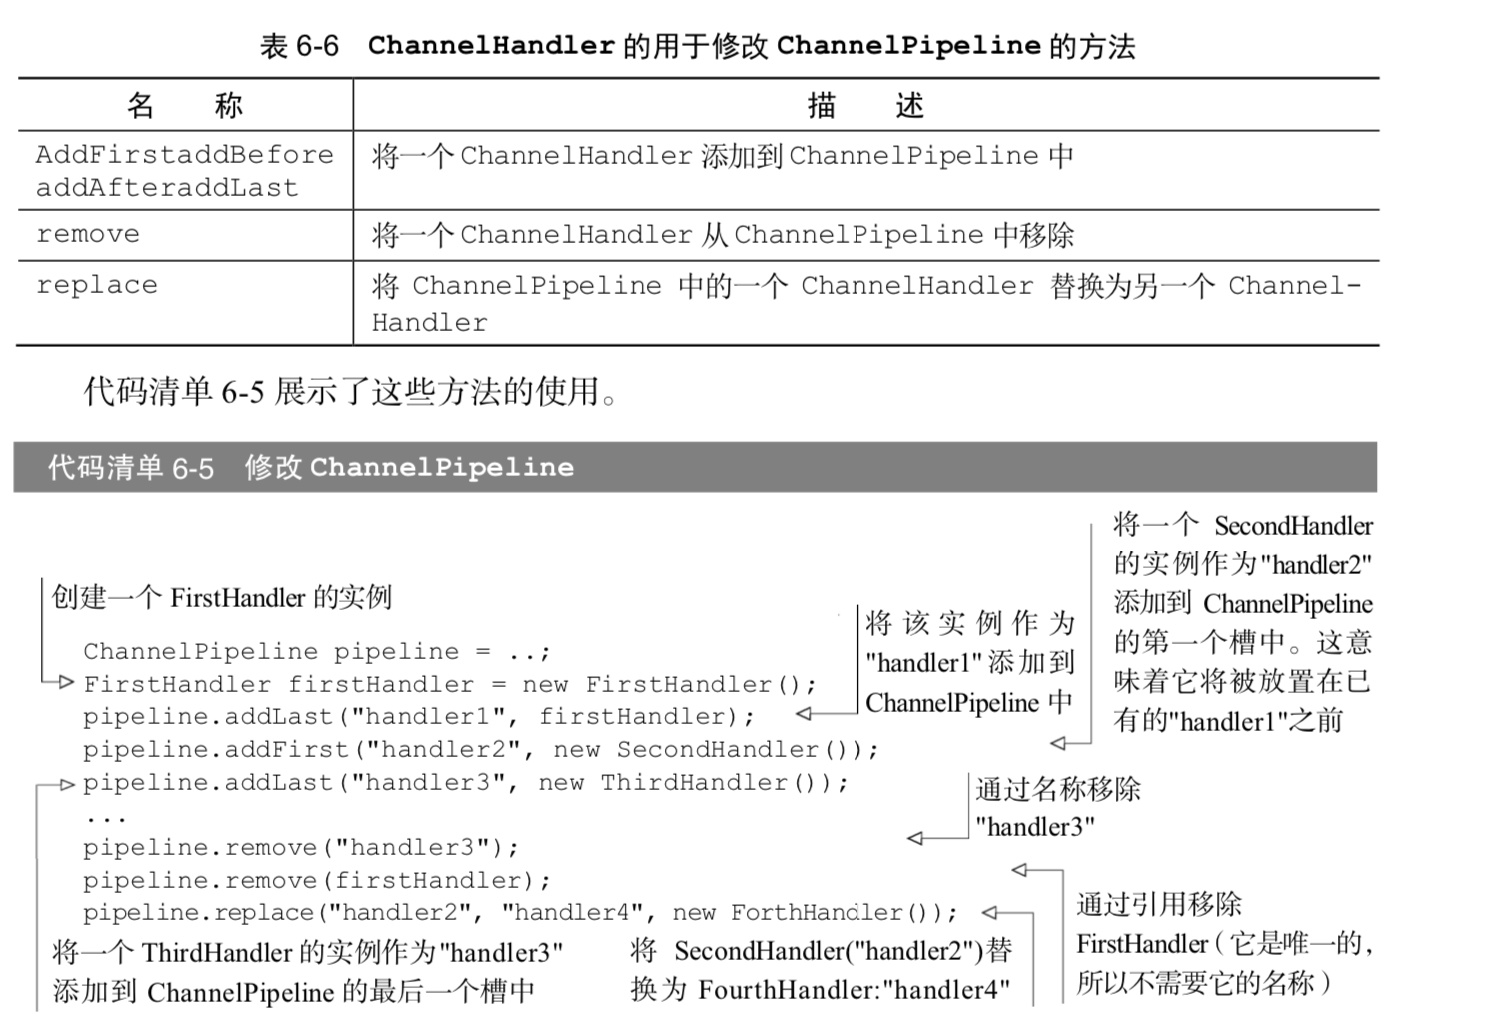 表 6-6 ChannelHandler 的用于修改 ChannelPipeline 的方法
名 称 描 述
AddFirstaddBefore
addAfteraddLast
将一个 ChannelHandler 添加到 ChannelPipeline 中
remove
将一个 ChannelHandler 从 ChannelPipeline 中移除
replace
将 ChannelPipeline 中的一个 ChannelHandler 替换为另一个 Channel-
Handler
代码清单 6-5 展示了这些方法的使用。
代码清单 6-5 修改 ChannelPipeline
将一个 SecondHandler
的实例作为"handler2"
添加到 ChannelPipeline
的第一个槽中。这意
味着它将被放置在已
有的"handler1"之前
创建一个 FirstHandler 的实例
将该实例作为
"handler1"添加到
ChannelPipeline 中
ChannelPipeline pipeline = ..;
FirstHandler firstHandler = new FirstHandler();
pipeline.addLast("handler1", firstHandler);
pipeline.addFirst("handler2", new SecondHandler());
pipeline.addLast("handler3", new ThirdHandler());
...
pipeline.remove("handler3");
pipeline.remove(firstHandler);
pipeline.replace("handler2", "handler4", new ForthHandler());
通过名称移除
"handler3"
通过引用移除
FirstHandler（它是唯一的，
所以不需要它的名称）
将一个 ThirdHandler 的实例作为"handler3"
添加到 ChannelPipeline 的最后一个槽中
将 SecondHandler("handler2")替
换为 FourthHandler:"handler4"